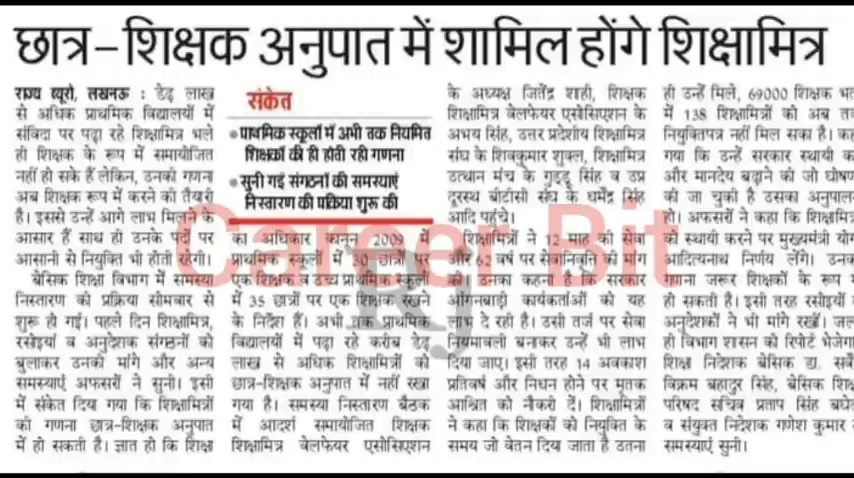 छात्र-शिक्षक अनुपात में शामिल होंगे शिक्षामित्र
राज्य ब्यूरो, लखनऊ : डेढ़ लाख
से अधिक प्राथमिक विद्यालयों में
संविदा पर पढ़ा रहे शिक्षामित्र भले
ही शिक्षक के रूप में समायोजित
नहीं हो सके हैं लेकिन, उनकी गणना
अब शिक्षक रूप में करने की तैयारी
है। इससे उन्हें आगे लाभ मिलने के
आसार हैं साथ ही उनके पदों पर
आसानी से नियुक्ति भी होती रहेगी।
बेसिक शिक्षा विभाग में समस्या
निस्तारण की प्रक्रिया सोमवार से
शुरू हो गई। पहले दिन शिक्षामित्र,
रसोइयां व अनुदेशक संगठनों को
बुलाकर उनकी मांगें और अन्य
समस्याएं अफसरों ने सुनी। इसी
में संकेत दिया गया कि शिक्षामित्रों
की गणना छात्र-शिक्षक अनुपात
में हो सकती है। ज्ञात हो कि शिक्षा
संकेत
•प्राथमिक स्कूलों में अभी तक नियमित
शिक्षकों की ही होती रही गणना
•सुनी गई संगठनों की समस्याएं
निस्तारण की प्रक्रिया शुरू की
का अधिकार कानून 2009 में
प्राथमिक स्कूलों में 30 छात्रों पर
एक शिक्षक व उच्च प्राथमिक स्कूलों
में 35 छात्रों पर एक शिक्षक रखने
के निर्देश हैं। अभी तक प्राथमिक
विद्यालयों में पढ़ा रहे करीब डेढ़
लाख से अधिक शिक्षामित्रों को
छात्र-शिक्षक अनुपात में नहीं रखा
गया है। समस्या निस्तारण बैठक
में आदर्श समायोजित शिक्षक
शिक्षामित्र वेलफेयर एसोसिएशन
के अध्यक्ष जितेंद्र शाही, शिक्षक
शिक्षामित्र वेलफेयर एसोसिएशन के
अभय सिंह, उत्तर प्रदेशीय शिक्षामित्र
संघ के शिवकुमार शुक्ल, शिक्षामित्र
उत्थान मंच के गुड्डू सिंह व उप्र
दूरस्थ बीटीसी संघ के धर्मेंद्र सिंह
आदि पहुंचे।
शिक्षामित्रों ने 12 माह की सेवा
और 62 वर्ष पर सेवानिवृत्ति की मांग
की। उनका कहना है कि सरकार
आंगनबाड़ी कार्यकर्ताओं को यह
लाभ दे रही है। उसी तर्ज पर सेवा
नियमावली बनाकर उन्हें भी लाभ
दिया जाए। इसी तरह 14 अवकाश
प्रतिवर्ष और निधन होने पर मृतक
आश्रित को नौकरी दें। शिक्षामित्रों
ने कहा कि शिक्षकों को नियुक्ति के
समय जो वेतन दिया जाता है उतना
ही उन्हें मिले, 69000 शिक्षक
में 138 शिक्षामित्रों को अब
नियुक्तिपत्र नहीं मिल सका है।
गया कि उन्हें सरकार स्थायी
और मानदेय बढ़ाने की जो
की जा चुकी है उसका
हो। अफसरों ने कहा कि
को स्थायी करने पर मुख्यमंत्री
आदित्यनाथ निर्णय लेंगे।
गणना जरूर शिक्षकों के रूप
हो सकती है। इसी तरह
अनुदेशकों ने भी मांगें रखीं।
ही विभाग शासन को रिपोर्ट
शिक्षा निदेशक बेसिक डा.
विक्रम बहादुर सिंह, बेसिक
परिषद सचिव प्रताप सिंह
व संयुक्त निदेशक गणेश कुमार
समस्याएं सुनी।
Career Bit